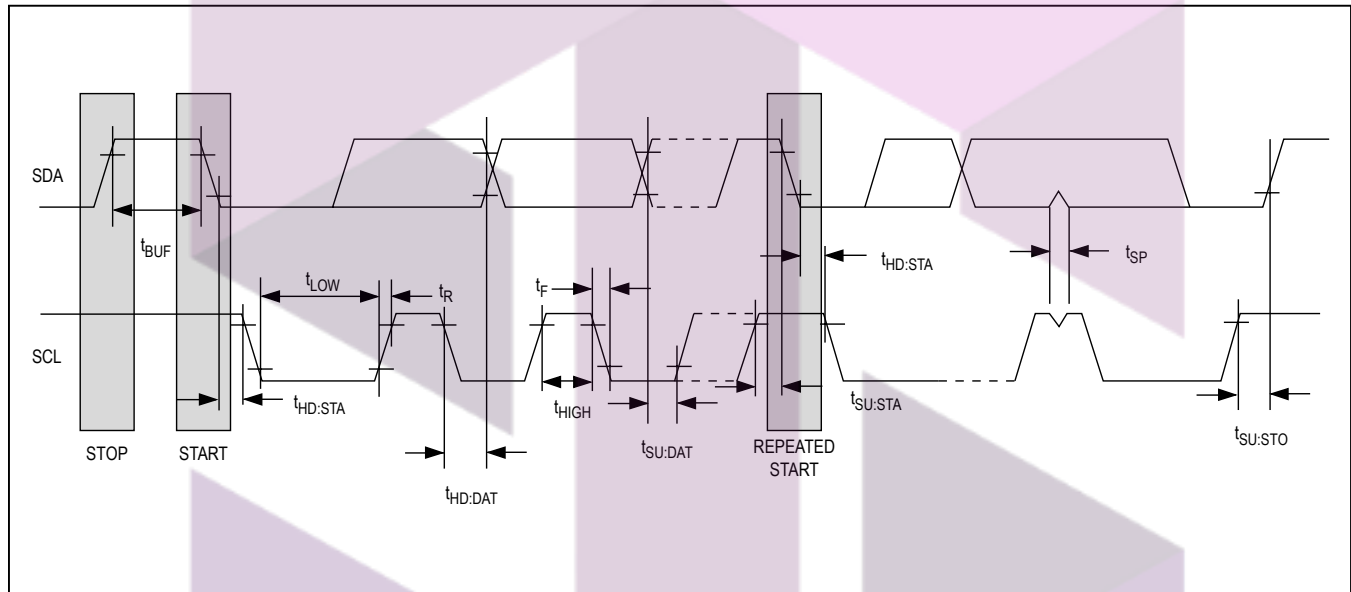 SDA
tBUF
tHD:STA
tSP
tLOW
tR
tF
SCL
tHD:STA
tHIGH
tSU:STA
tSU:DAT
tSU:STO
STOP
START
REPEATED
START
tHD:DAT